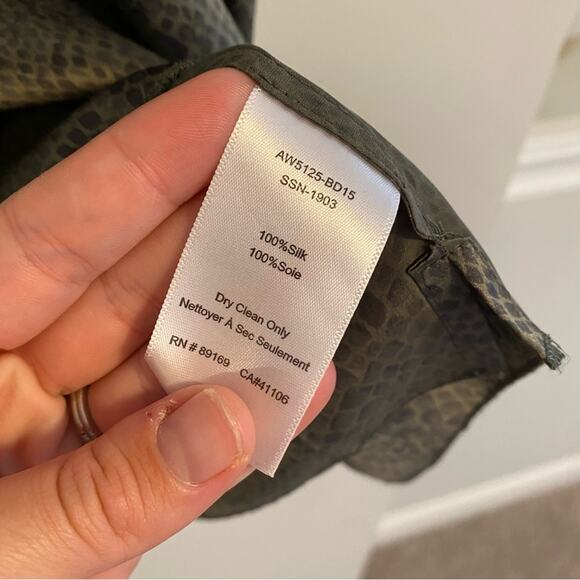 AW5125-BD15
SSN-1903
100%Silk
100%Soie
Dry Clean Only
Nettoyer À Sec Seulement
RN # 89169 CA#41106